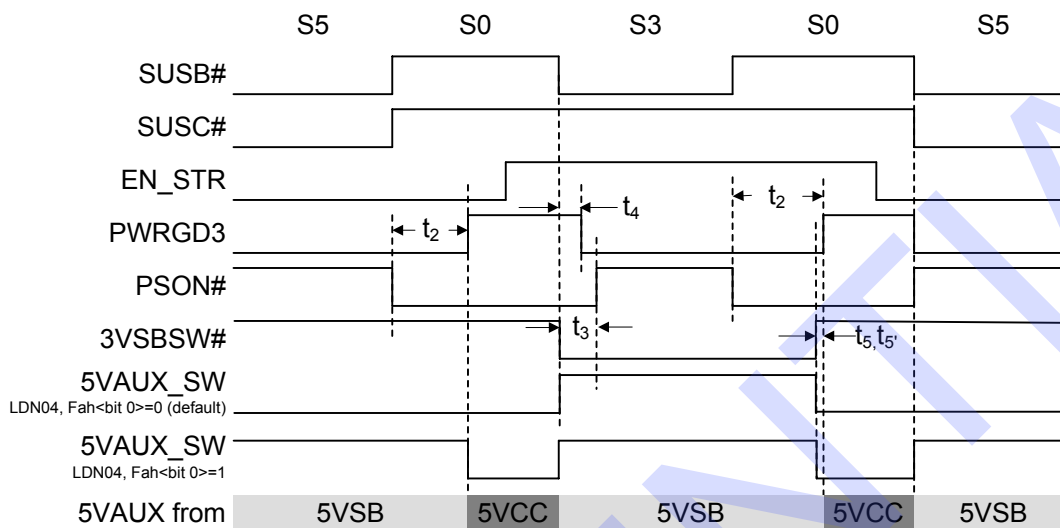 S5 S0 S3 S0 S5
SUSB#
SUSC#
EN_STR
t4
t2
t2
PWRGD3
PSON#
t3
3VSBSW#
t5,t5'
5VAUX_SW
LDN04, Fah<bit 0>=0 (default)
5VAUX_SW
LDN04, Fah<bit 0>=1
5VAUX from 5VSB 5VCC 5VSB 5VCC 5VSB
NTIA